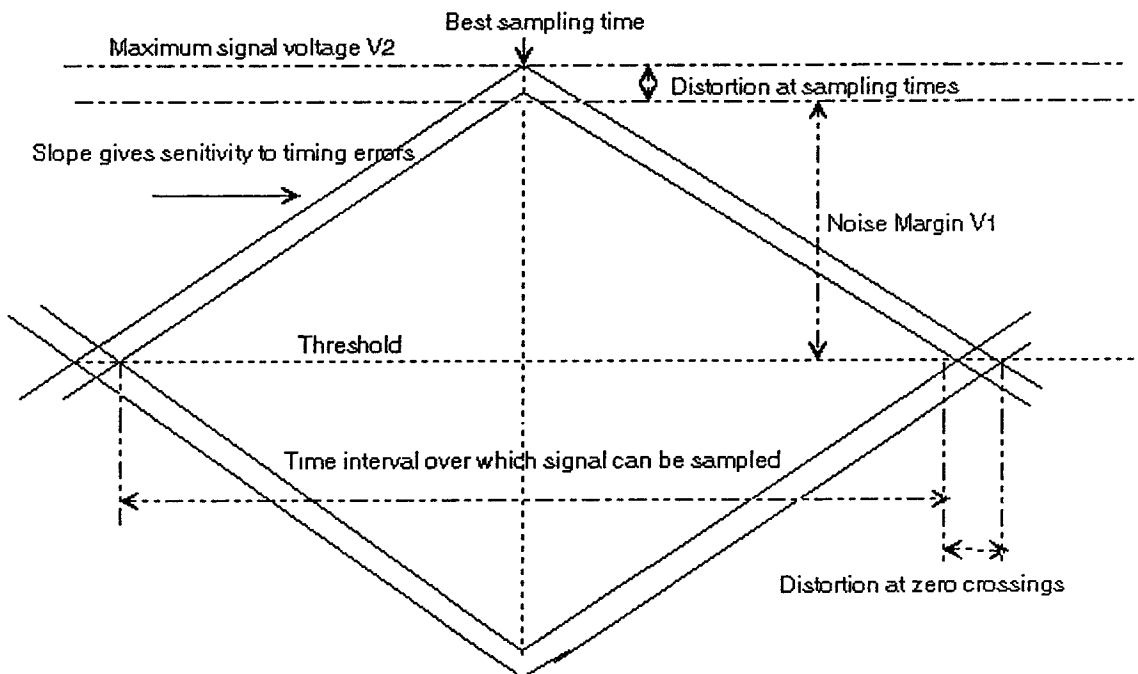 Best sampling time
Maximum signal voltage V2
Distortion at sampling times
Slope gives senitivity to timing errors
Noise Margin V1
Threshold
Time interval over which signal can be sampled
Distortion at zero crossings